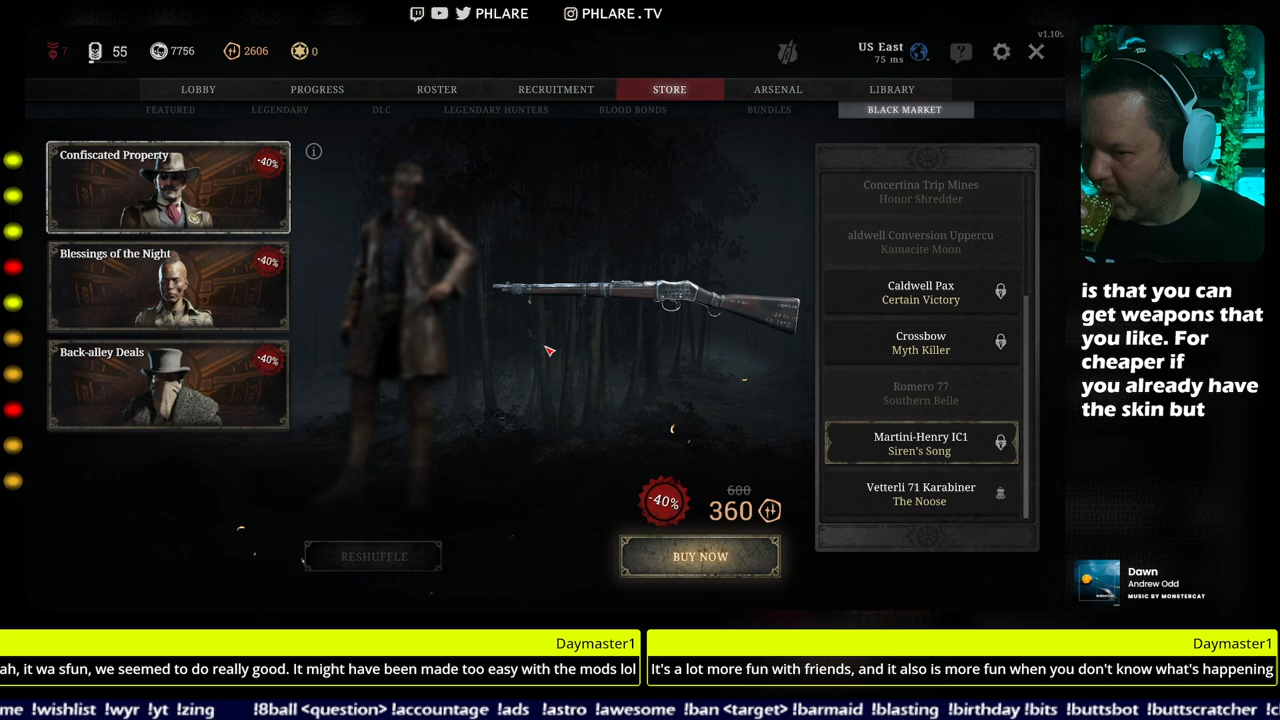 PHLARE
PHLARE.TV
v1.10
7
55
7756
2606
0
US East
75 ms
LOBBY
PROGRESS
ROSTER
RECRUITMENT
STORE
ARSENAL
LIBRARY
FEATURED
LEGENDARY
DLC
LEGENDARY HUNTERS
BLOOD BONDS
BUNDLES
BLACK MARKET
Confiscated Property
-40%
Blessings of the Night
-40%
Back-alley Deals
-40%
Concertina Trip Mines
Honor Shredder
aldwell Conversion Uppercu
Kamacite Moon
Caldwell Pax
Certain Victory
Crossbow
Myth Killer
Romero 77
Southern Belle
Martini-Henry IC1
Siren's Song
Vetterli 71 Karabiner
The Noose
-40%
600
360
RESHUFFLE
BUY NOW
is that you can
get weapons that
you like. For
cheaper if
you already have
the skin but
Dawn
Andrew Odd
MUSIC BY MONSTERCAT
Daymaster1
ah, it wa sfun, we seemed to do really good. It might have been made too easy with the mods lol
Daymaster1
It's a lot more fun with friends, and it also is more fun when you don't know what's happening
me !wishlist !wyr !yt !zing !8ball <question> !accountage !ads !astro !awesome !ban <target> !barmaid !blasting !birthday !bits !buttsbot !buttscratcher !c